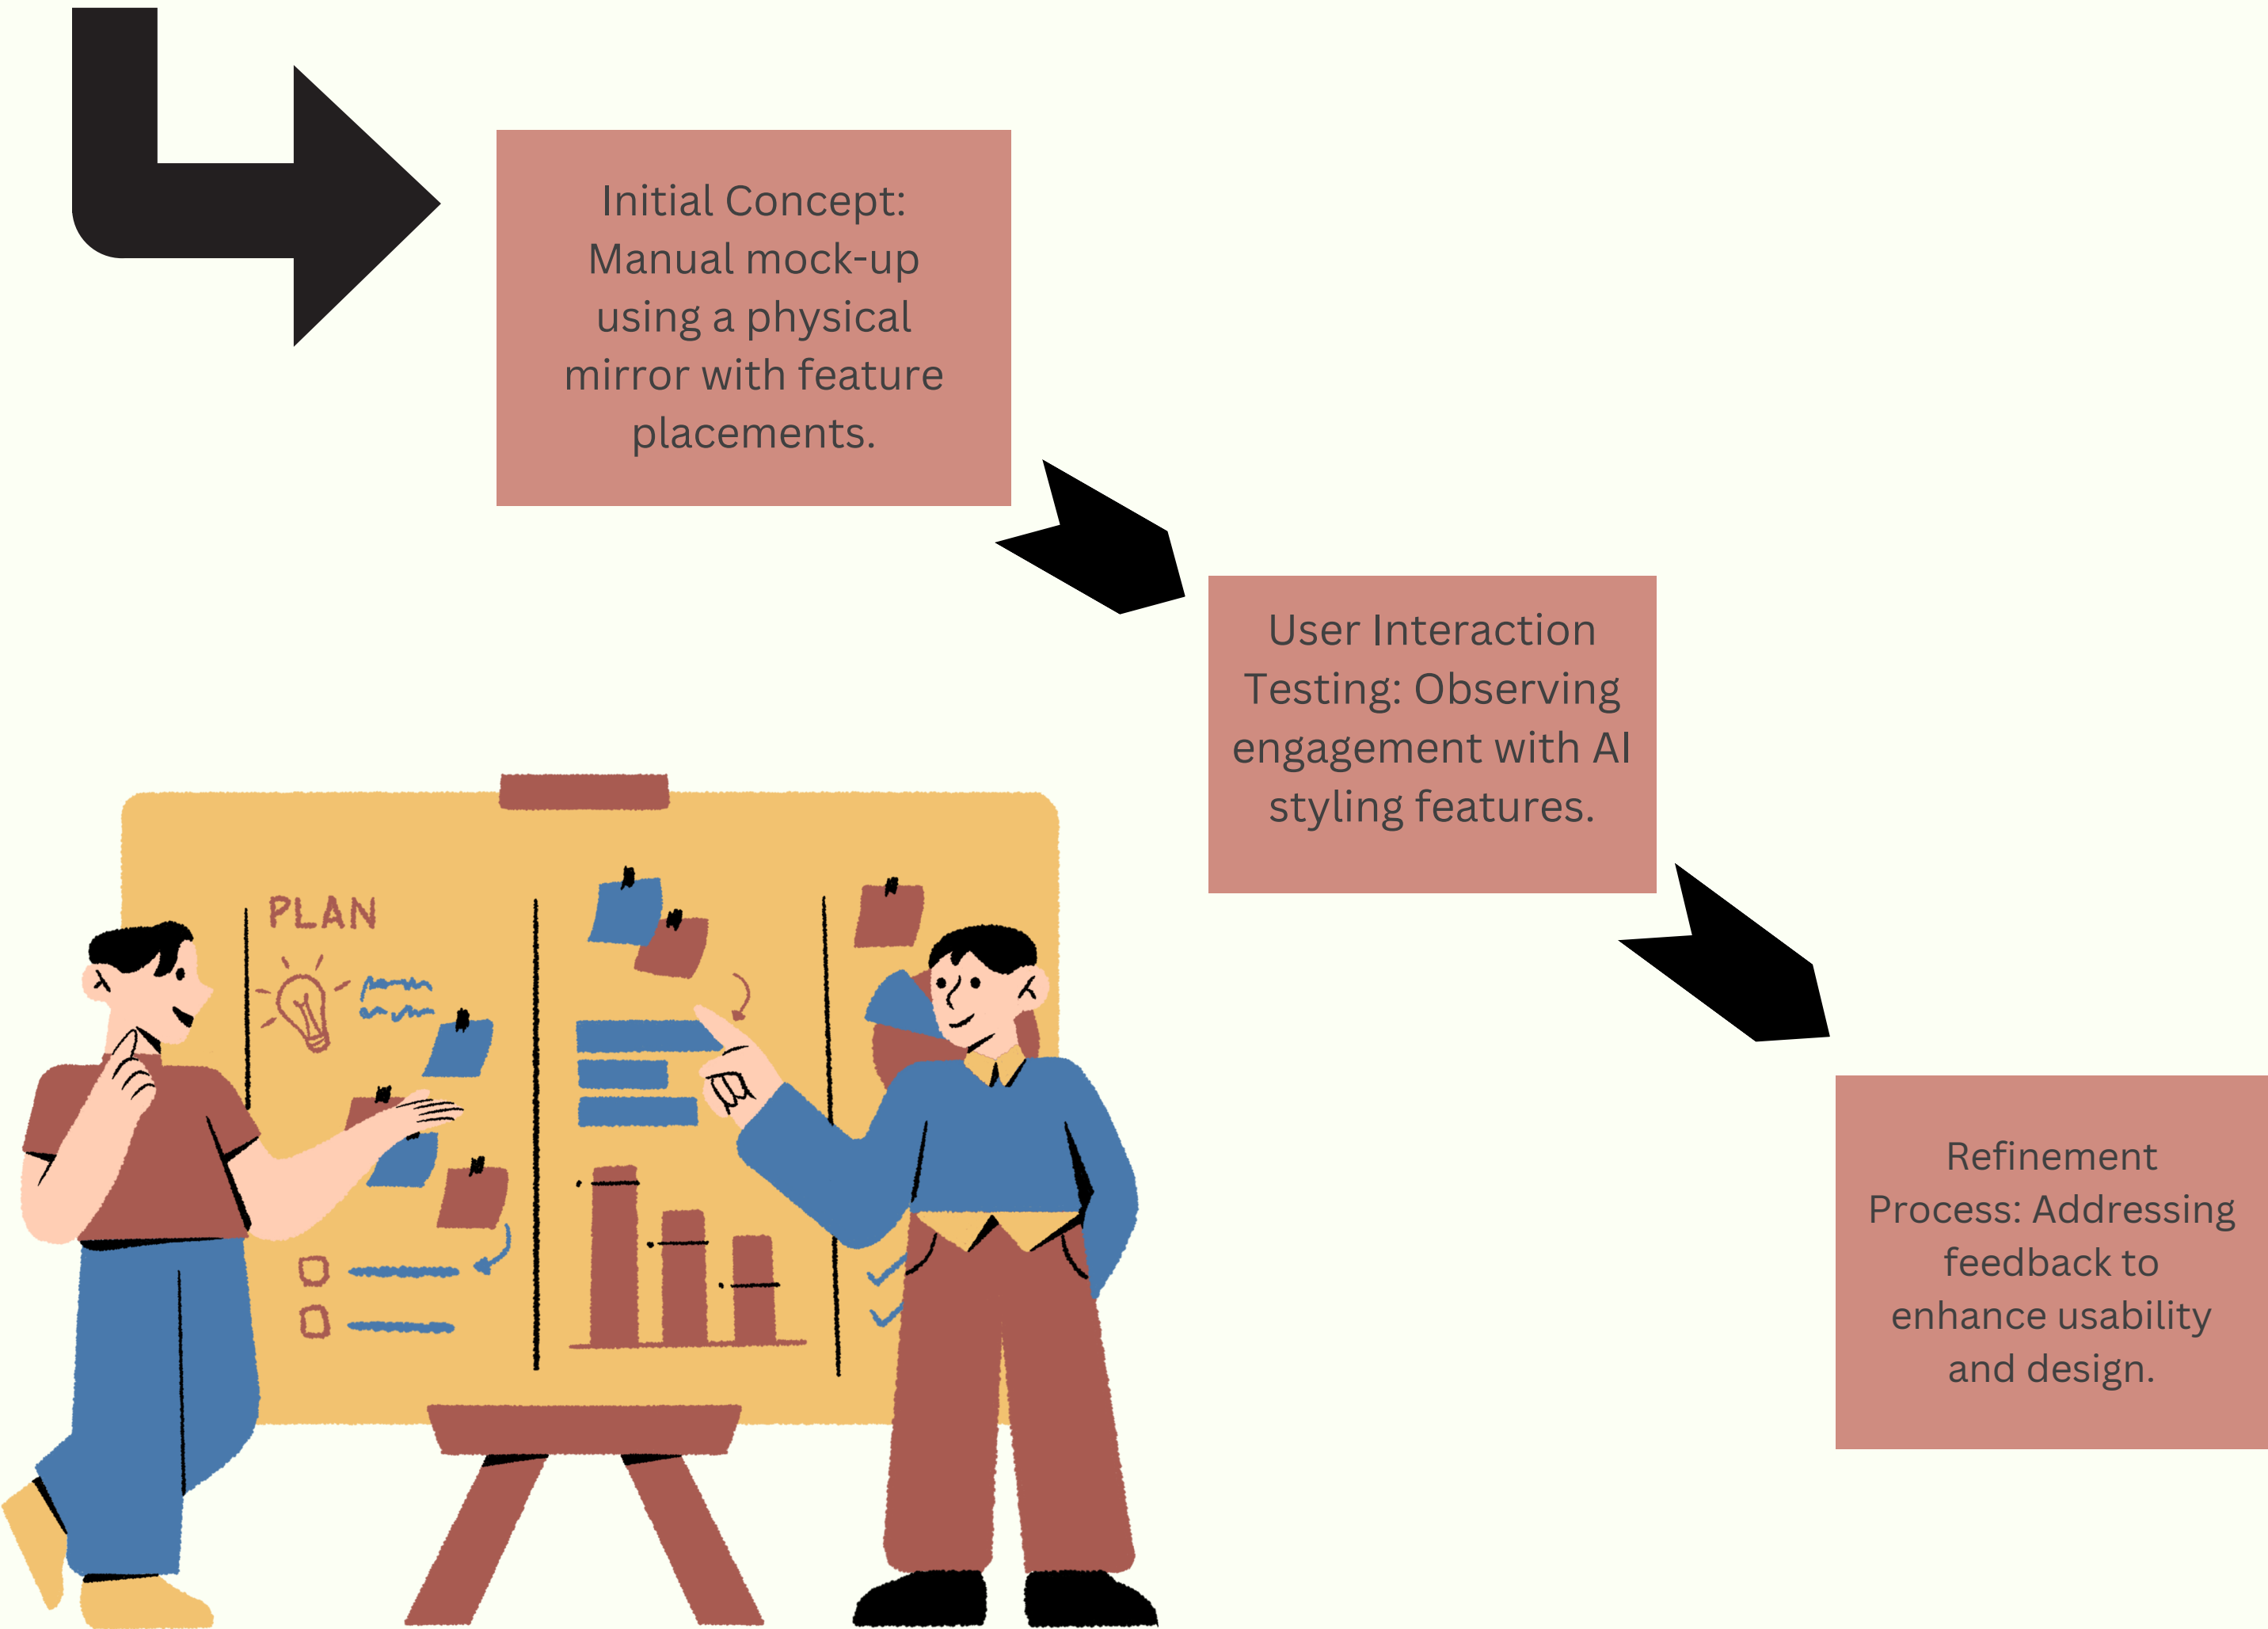 Initial Concept:
Manual mock-up
using a physical
mirror with feature
placements.
User Interaction
Testing: Observing
engagement with AI
styling features.
PLAN
Refinement
Process: Addressing
feedback to
enhance usability
and design.